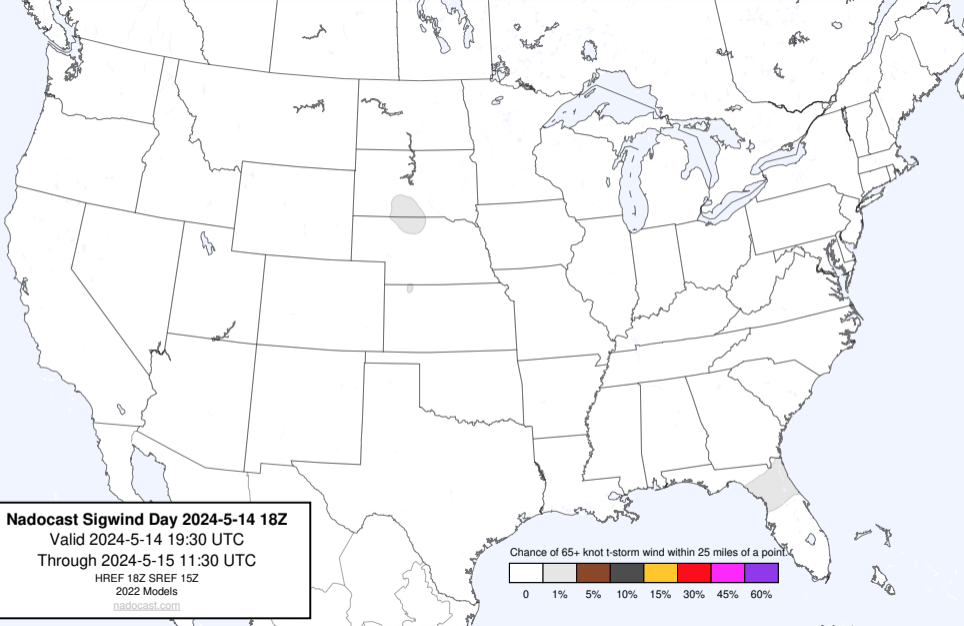 Nadocast Sigwind Day 2024-5-14 18Z
Valid 2024-5-14 19:30 UTC
Through 2024-5-15 11:30 UTC
HREF 18Z SREF 15Z
2022 Models
nadocast.com
Chance of 65+ knot t-storm wind within 25 miles of a point.
0 1% 5% 10% 15% 30% 45% 60%